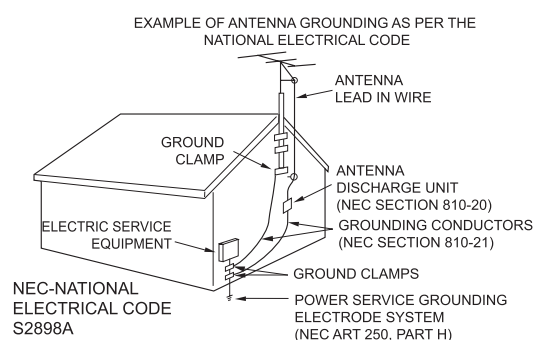 EXAMPLE OF ANTENNA GROUNDING AS PER THE
NATIONAL ELECTRICAL CODE
ANTENNA
LEAD IN WIRE
GROUND
CLAMP
ANTENNA
DISCHARGE UNIT
(NEC SECTION 810-20)
GROUNDING CONDUCTORS
(NEC SECTION 810-21)
ELECTRIC SERVICE
EQUIPMENT
GROUND CLAMPS
POWER SERVICE GROUNDING
ELECTRODE SYSTEM
(NEC ART 250, PART H)
NEC-NATIONAL
ELECTRICAL CODE
S2898A